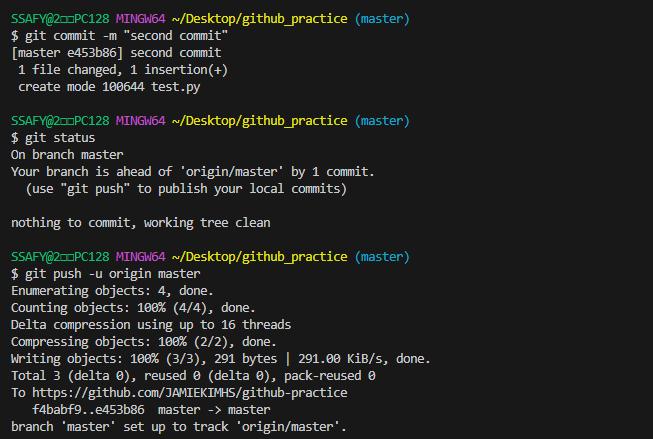 SSAFY@2□□PC128 MINGW64 ~/Desktop/github_practice (master)
$ git commit -m "second commit"
[master e453b86] second commit
 1 file changed, 1 insertion(+)
 create mode 100644 test.py

SSAFY@2□□PC128 MINGW64 ~/Desktop/github_practice (master)
$ git status
On branch master
Your branch is ahead of 'origin/master' by 1 commit.
  (use "git push" to publish your local commits)

nothing to commit, working tree clean

SSAFY@2□□PC128 MINGW64 ~/Desktop/github_practice (master)
$ git push -u origin master
Enumerating objects: 4, done.
Counting objects: 100% (4/4), done.
Delta compression using up to 16 threads
Compressing objects: 100% (2/2), done.
Writing objects: 100% (3/3), 291 bytes | 291.00 KiB/s, done.
Total 3 (delta 0), reused 0 (delta 0), pack-reused 0
To https://github.com/JAMIEKIMHS/github-practice
   f4babf9..e453b86  master -> master
branch 'master' set up to track 'origin/master'.